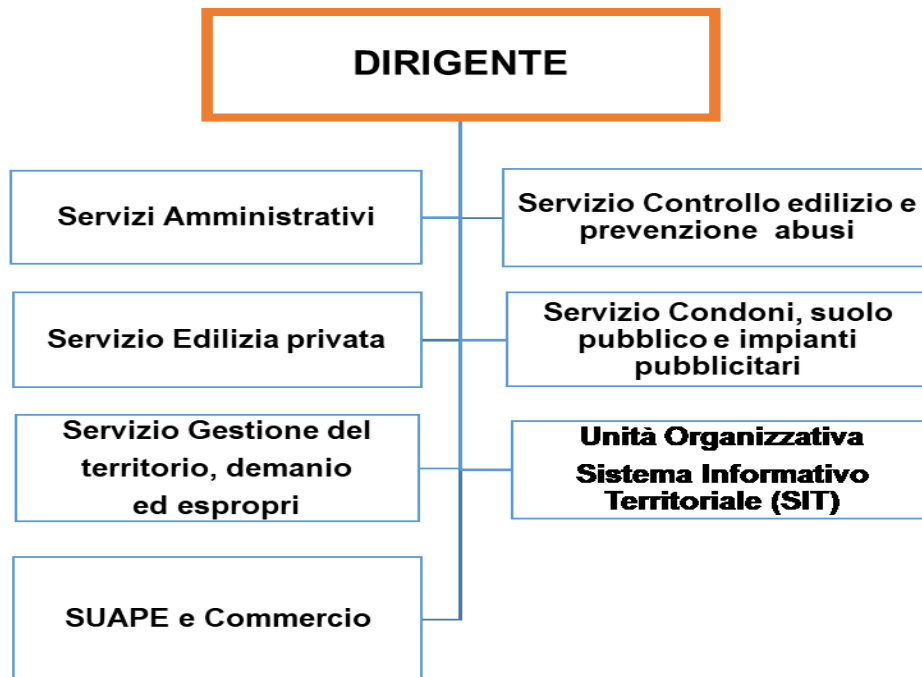 DIRIGENTE
Servizi Amministrativi
Servizio Controllo edilizio e
prevenzione abusi
Servizio Edilizia privata
Servizio Condoni, suolo
pubblico e impianti
pubblicitari
Servizio Gestione del
territorio, demanio
ed espropri
Unità Organizzativa
Sistema Informativo
Territoriale (SIT)
SUAPE e Commercio